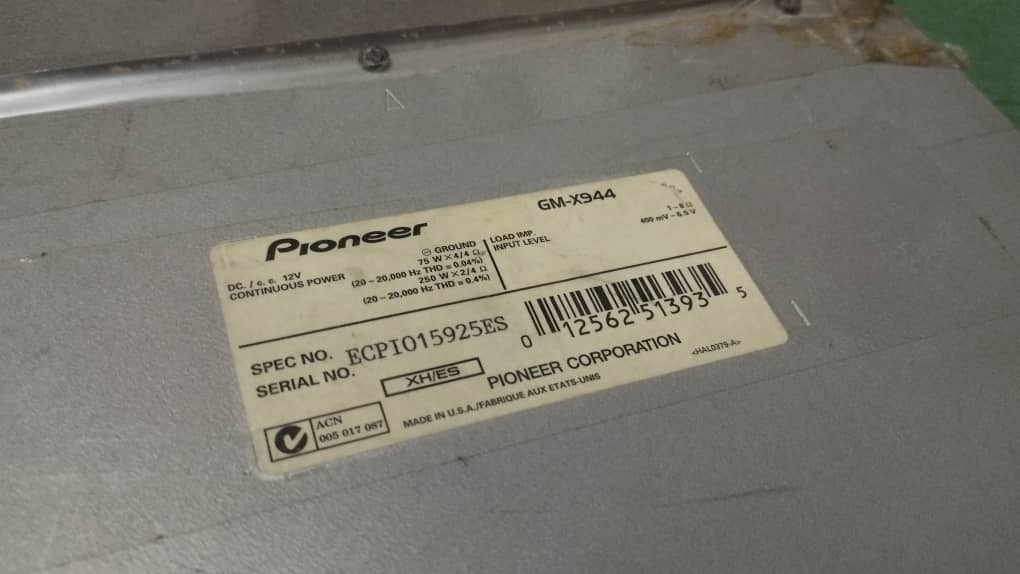 Pioneer
GM-X944
DC. / c. c. 12V
⊖ GROUND
CONTINUOUS POWER
75 W × 4/4 Ω
(20 – 20,000 Hz THD = 0.04%)
250 W × 2/4 Ω
(20 – 20,000 Hz THD = 0.4%)
LOAD IMP.
1 – 8 Ω
INPUT LEVEL
400 mV – 6.5 V
SPEC NO.
SERIAL NO.
ECPI015925ES
XH/ES
0 12562 51393 5
PIONEER CORPORATION
<HAL0379-A>
MADE IN U.S.A./FABRIQUE AUX ETATS-UNIS
ACN
005 017 087